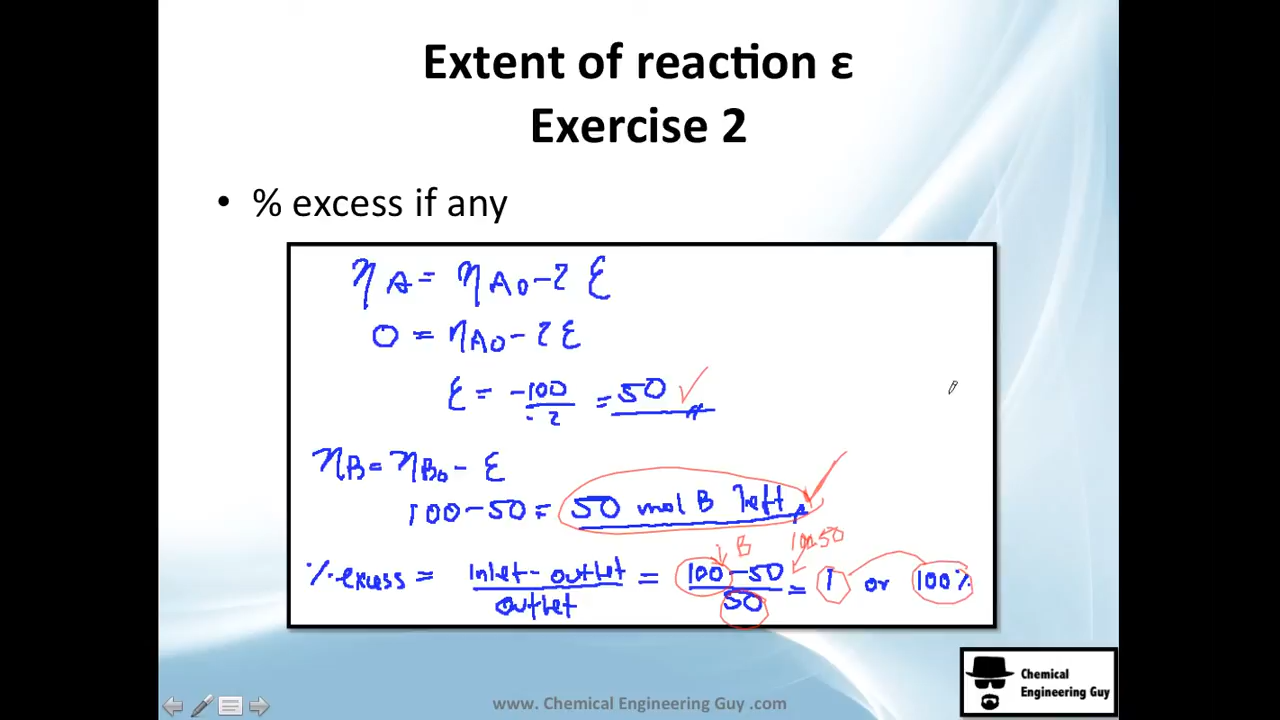 Extent of reaction ε
Exercise 2
• % excess if any
ηA = ηA0 - 2 ε
0 = ηA0 - 2 ε
ε = -100/-2 = 50 ✓
ηB = ηB0 - ε
100 - 50 = 50 mol B left ✓
B 100-50
% excess = inlet - outlet / outlet = 100 - 50 / 50 = 1 or 100%
Chemical
Engineering Guy
www. Chemical Engineering Guy .com